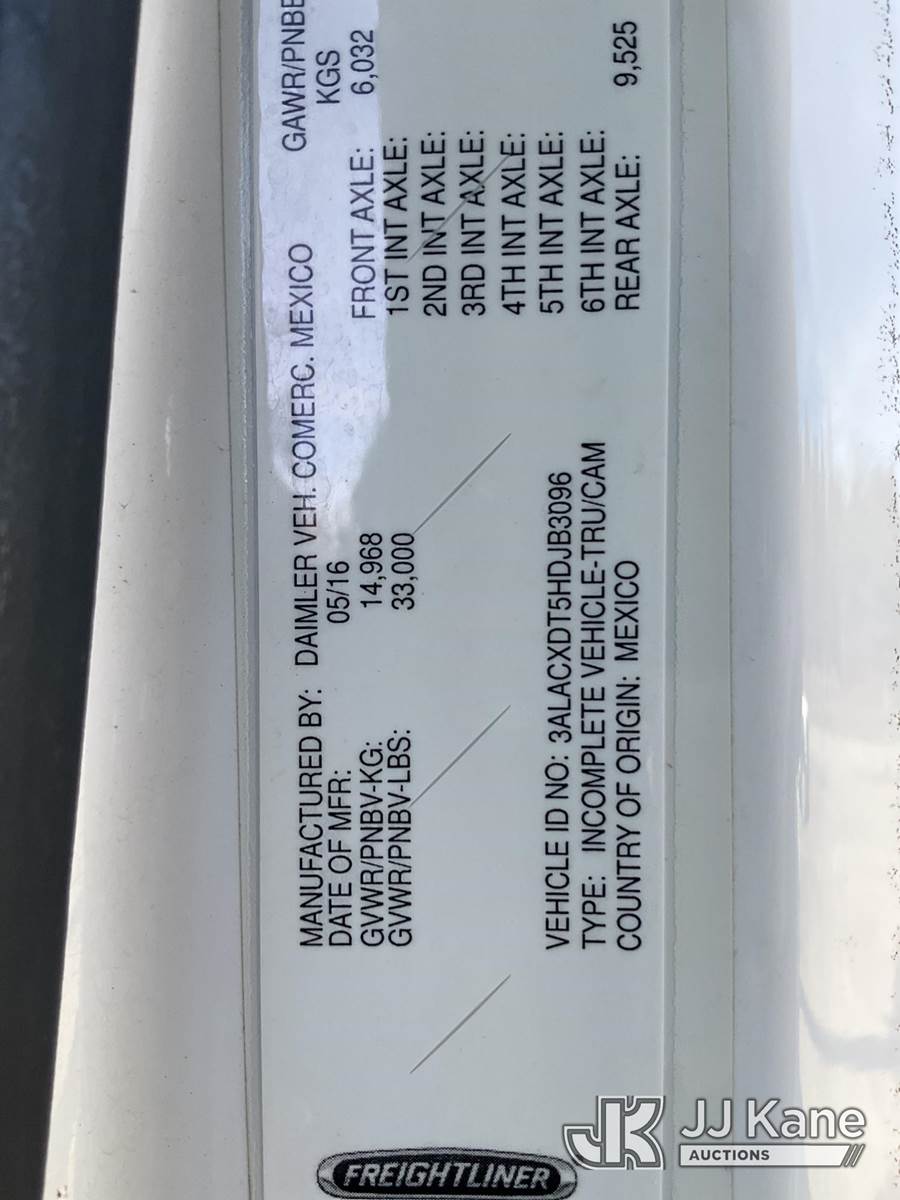 FREIGHTLINER
MANUFACTURED BY: DAIMLER VEH. COMERC. MEXICO
DATE OF MFR: 05/16
GVWR/PNBV-KG: 14,968
GVWR/PNBV-LBS: 33,000
VEHICLE ID NO: 3ALACXDT5HDJB3096
TYPE: INCOMPLETE VEHICLE-TRU/CAM
COUNTRY OF ORIGIN: MEXICO
GAWR/PNBE
KGS
FRONT AXLE: 6,032
1ST INT AXLE:
2ND INT AXLE:
3RD INT AXLE:
4TH INT AXLE:
5TH INT AXLE:
6TH INT AXLE:
REAR AXLE: 9,525
JK JJ Kane
AUCTIONS